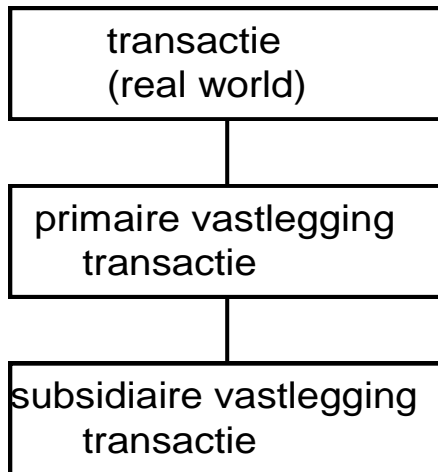 transactie
(real world)
primaire vastlegging
transactie
subsidiaire vastlegging
transactie